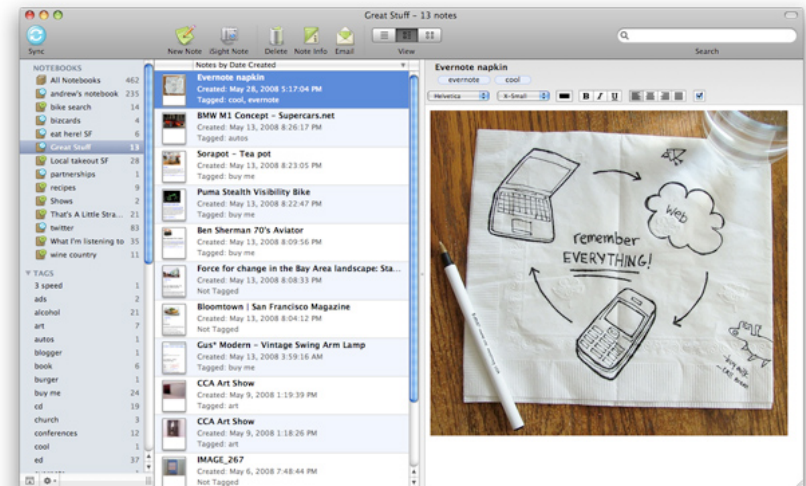 Great Stuff - 13 notes
Sync
New Note
iSight Note
Delete
Note Info
Email
View
Search
NOTEBOOKS
All Notebooks 462
andrew's notebook 235
bike search 14
bizcards 4
eat here! SF 6
Great Stuff 13
Local takeout SF 28
partnerships 1
recipes 9
Shows 2
That's A Little Stra... 21
twitter 83
What I'm listening to 35
wine country 11
TAGS
3 speed 1
ads 2
alcohol 21
art 7
autos 1
blogger 1
book 6
burger 1
buy me 24
cd 19
church 3
conferences 12
cool 1
ed 37
Notes by Date Created
Evernote napkin
Created: May 28, 2008 5:17:04 PM
Tagged: cool, evernote
BMW M1 Concept - Supercars.net
Created: May 13, 2008 8:26:17 PM
Tagged: autos
Sorapot - Tea pot
Created: May 13, 2008 8:23:05 PM
Tagged: buy me
Puma Stealth Visibility Bike
Created: May 13, 2008 8:22:47 PM
Tagged: buy me
Ben Sherman 70's Aviator
Created: May 13, 2008 8:09:56 PM
Tagged: buy me
Force for change in the Bay Area landscape: Sta...
Created: May 13, 2008 8:08:33 PM
Not Tagged
Bloomtown | San Francisco Magazine
Created: May 13, 2008 8:04:12 PM
Not Tagged
Gus* Modern - Vintage Swing Arm Lamp
Created: May 13, 2008 3:59:16 AM
Tagged: buy me
CCA Art Show
Created: May 9, 2008 1:19:39 PM
Tagged: art
CCA Art Show
Created: May 9, 2008 1:18:26 PM
Tagged: art
IMAGE_267
Created: May 6, 2008 7:48:44 PM
Not Tagged
Evernote napkin
evernote cool
Helvetica X-Small B I U
Web
remember
EVERYTHING!
-buy milk